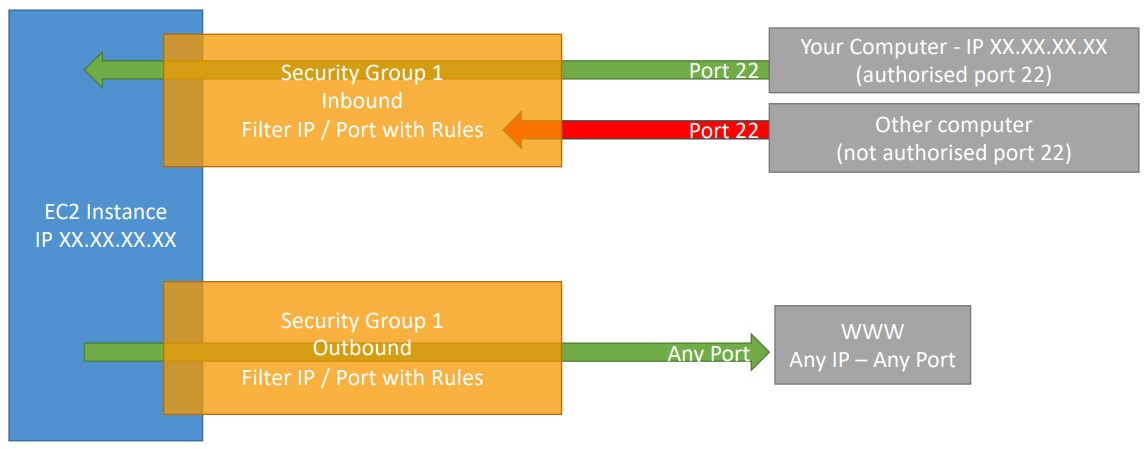 Security Group 1
Inbound
Filter IP / Port with Rules
Port 22
Your Computer - IP XX.XX.XX.XX
(authorised port 22)
Port 22
Other computer
(not authorised port 22)
EC2 Instance
IP XX.XX.XX.XX
Security Group 1
Outbound
Filter IP / Port with Rules
Any Port
WWW
Any IP – Any Port